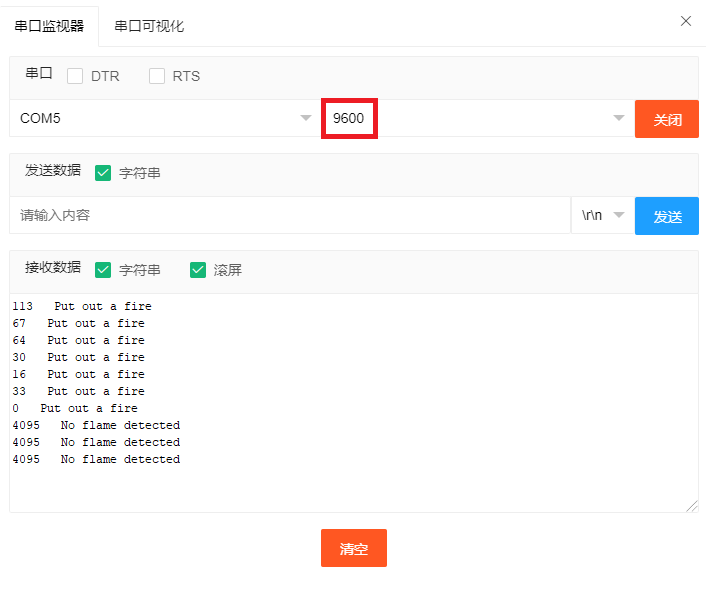 串口监视器 串口可视化
串口 DTR RTS
COM5 9600 关闭
发送数据 字符串
请输入内容 \r\n 发送
接收数据 字符串 滚屏
113   Put out a fire
67   Put out a fire
64   Put out a fire
30   Put out a fire
16   Put out a fire
33   Put out a fire
0   Put out a fire
4095   No flame detected
4095   No flame detected
4095   No flame detected
清空